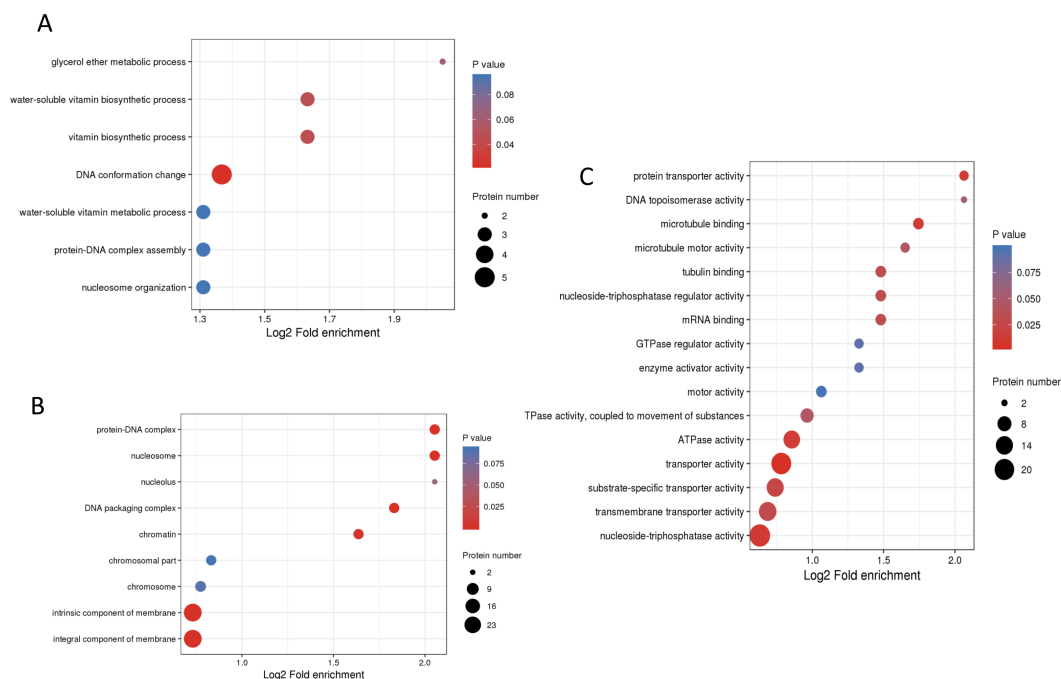 A
glycerol ether metabolic process
water-soluble vitamin biosynthetic process
vitamin biosynthetic process
DNA conformation change
water-soluble vitamin metabolic process
protein-DNA complex assembly
nucleosome organization
1.3 1.5 1.7 1.9
Log2 Fold enrichment
P value
0.08
0.06
0.04
Protein number
2
3
4
5
B
protein-DNA complex
nucleosome
nucleolus
DNA packaging complex
chromatin
chromosomal part
chromosome
intrinsic component of membrane
integral component of membrane
1.0 1.5 2.0
Log2 Fold enrichment
P value
0.075
0.050
0.025
Protein number
2
9
16
23
C
protein transporter activity
DNA topoisomerase activity
microtubule binding
microtubule motor activity
tubulin binding
nucleoside-triphosphatase regulator activity
mRNA binding
GTPase regulator activity
enzyme activator activity
motor activity
TPase activity, coupled to movement of substances
ATPase activity
transporter activity
substrate-specific transporter activity
transmembrane transporter activity
nucleoside-triphosphatase activity
1.0 1.5 2.0
Log2 Fold enrichment
P value
0.075
0.050
0.025
Protein number
2
8
14
20